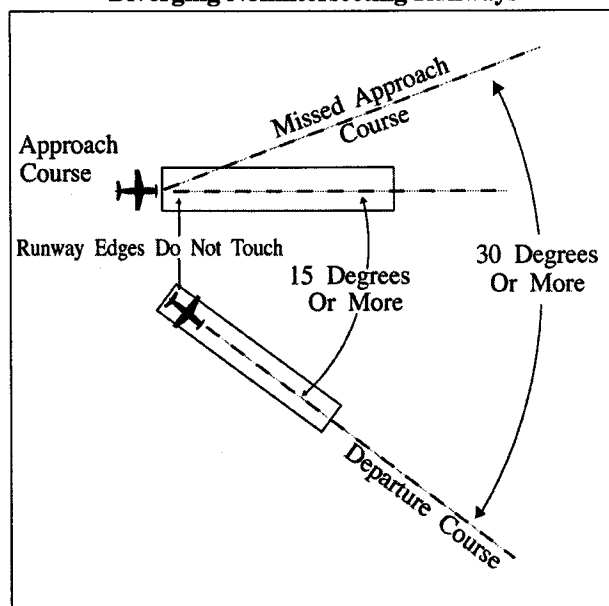 Diverging Nonintersecting Runways
Missed Approach
Course
Approach
Course
Runway Edges Do Not Touch
15 Degrees
Or More
30 Degrees
Or More
Departure Course